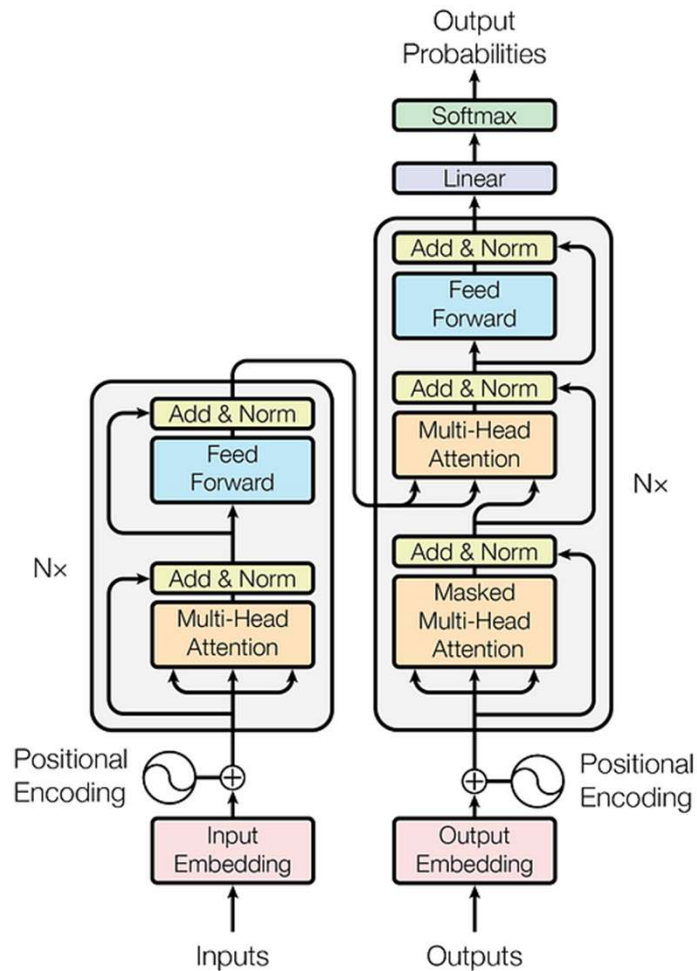 Output
Probabilities
Softmax
Linear
Add & Norm
Feed
Forward
Add & Norm
Multi-Head
Attention
Add & Norm
Masked
Multi-Head
Attention
N×
Add & Norm
Feed
Forward
Add & Norm
Multi-Head
Attention
N×
Positional
Encoding
Positional
Encoding
Input
Embedding
Output
Embedding
Inputs
Outputs